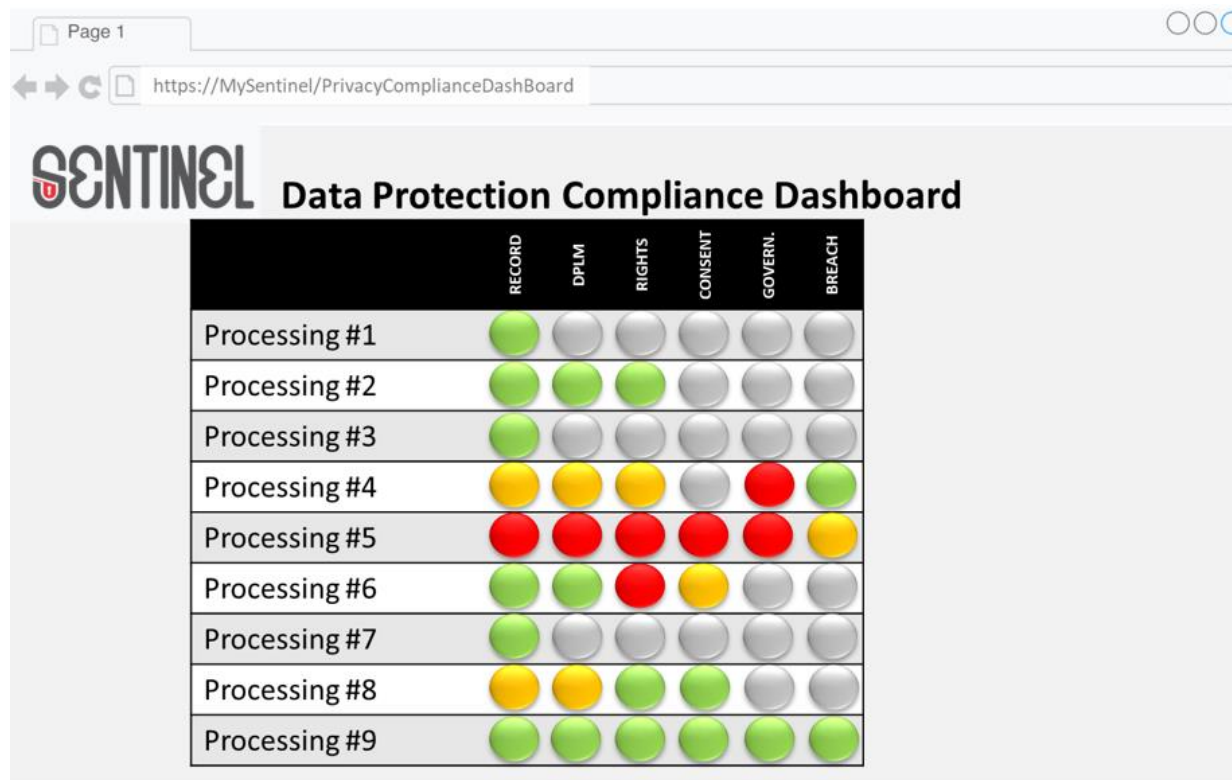 Page 1
https://MySentinel/PrivacyComplianceDashBoard
SENTINEL
Data Protection Compliance Dashboard
RECORD DPLM RIGHTS CONSENT GOVERN. BREACH
Processing #1
Processing #2
Processing #3
Processing #4
Processing #5
Processing #6
Processing #7
Processing #8
Processing #9